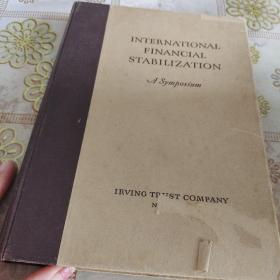 INTERNATIONAL
FINANCIAL
STABILIZATION
A Symposium
IRVING TRUST COMPANY
N